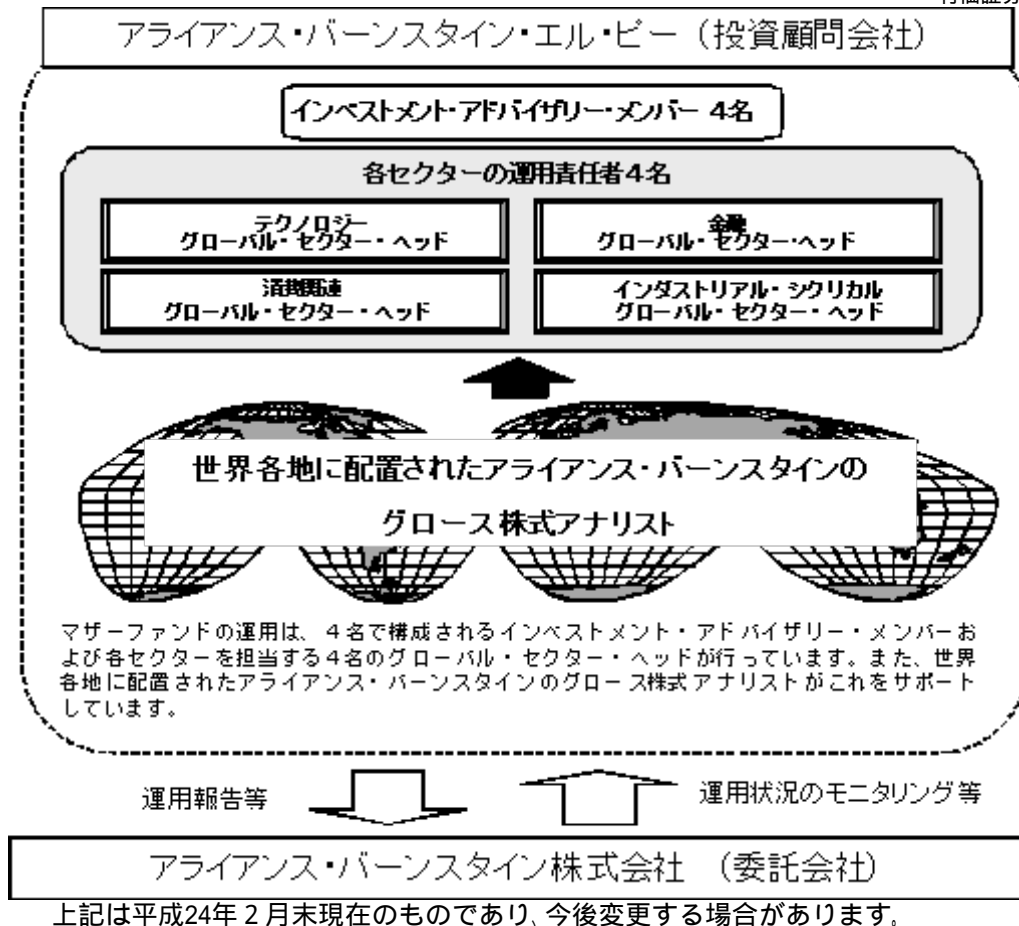 アライアンス・バーンスタイン・エル・ピー（投資顧問会社）
インベストメント・アドバイザリー・メンバー 4名
各セクターの運用責任者4名
テクノロジー
グローバル・セクター・ヘッド
金融
グローバル・セクター・ヘッド
消費関連
グローバル・セクター・ヘッド
インダストリアル・シクリカル
グローバル・セクター・ヘッド
世界各地に配置されたアライアンス・バーンスタインの
グロース株式アナリスト
マザーファンドの運用は、４名で構成されるインベストメント・アドバイザリー・メンバーお
よび各セクターを担当する４名のグローバル・セクター・ヘッドが行っています。また、世界
各地に配置されたアライアンス・バーンスタインのグロース株式アナリストがこれをサポート
しています。
運用報告等
運用状況のモニタリング等
アライアンス・バーンスタイン株式会社 （委託会社）
上記は平成24年２月末現在のものであり、今後変更する場合があります。